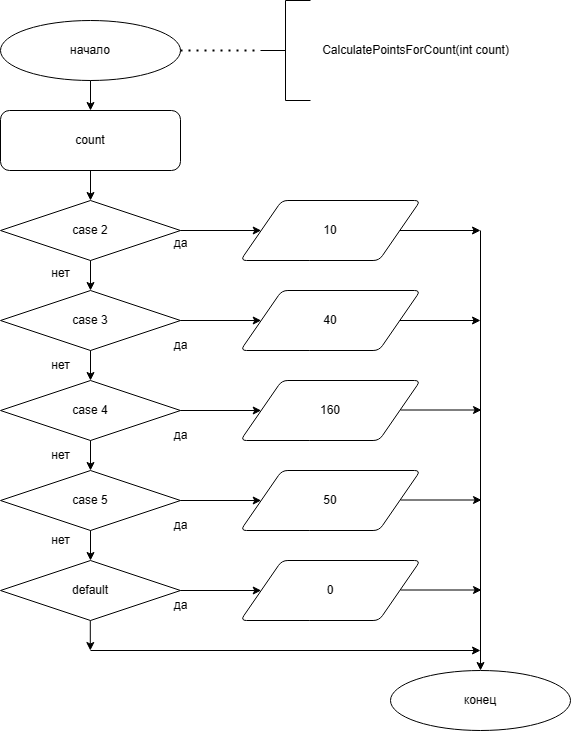 начало
CalculatePointsForCount(int count)
count
case 2
да
10
нет
case 3
да
40
нет
case 4
да
160
нет
case 5
да
50
нет
default
да
0
конец